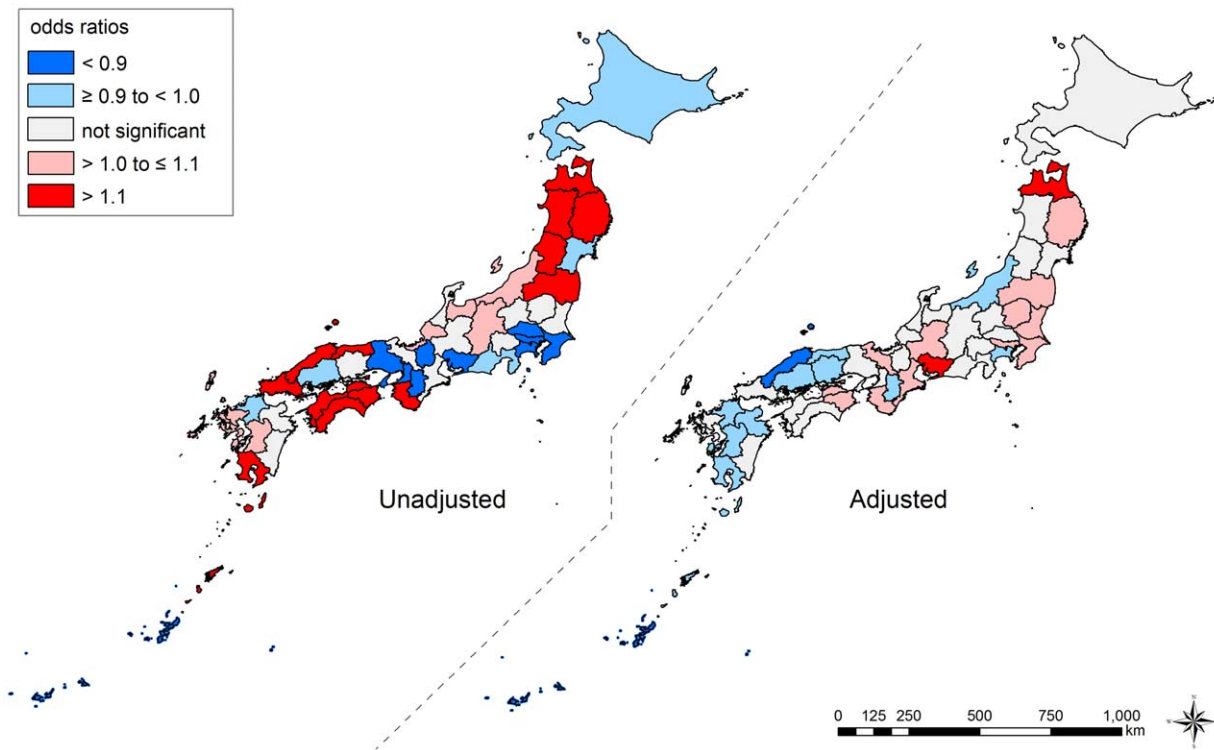 odds ratios
< 0.9
≥ 0.9 to < 1.0
not significant
> 1.0 to ≤ 1.1
> 1.1
Unadjusted
Adjusted
0 125 250 500 750 1,000
km
N
W E
S